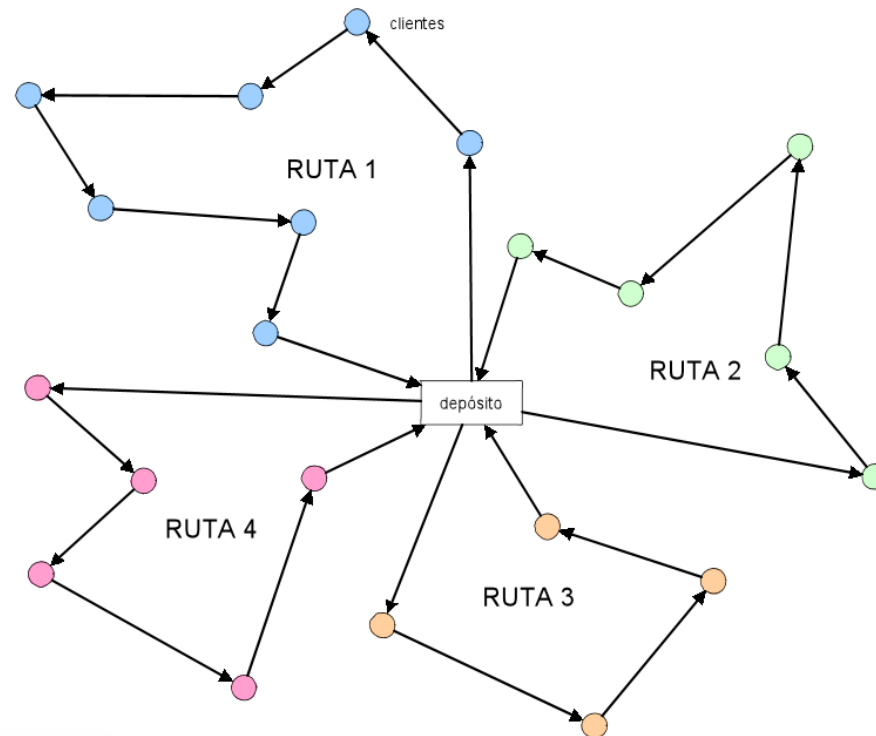 clientes
RUTA 1
RUTA 2
depósito
RUTA 4
RUTA 3